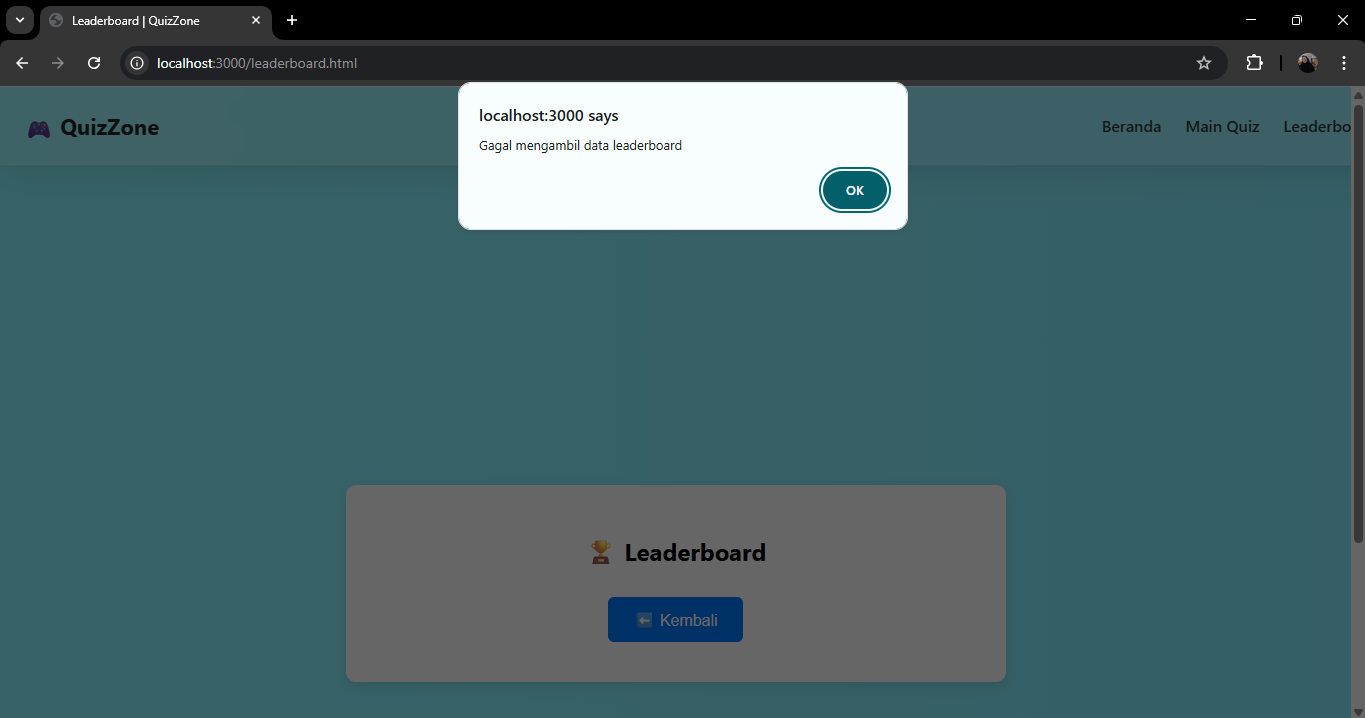 Leaderboard | QuizZone
localhost:3000/leaderboard.html
localhost:3000 says
Gagal mengambil data leaderboard
OK
QuizZone
Beranda Main Quiz Leaderbo
Leaderboard
Kembali